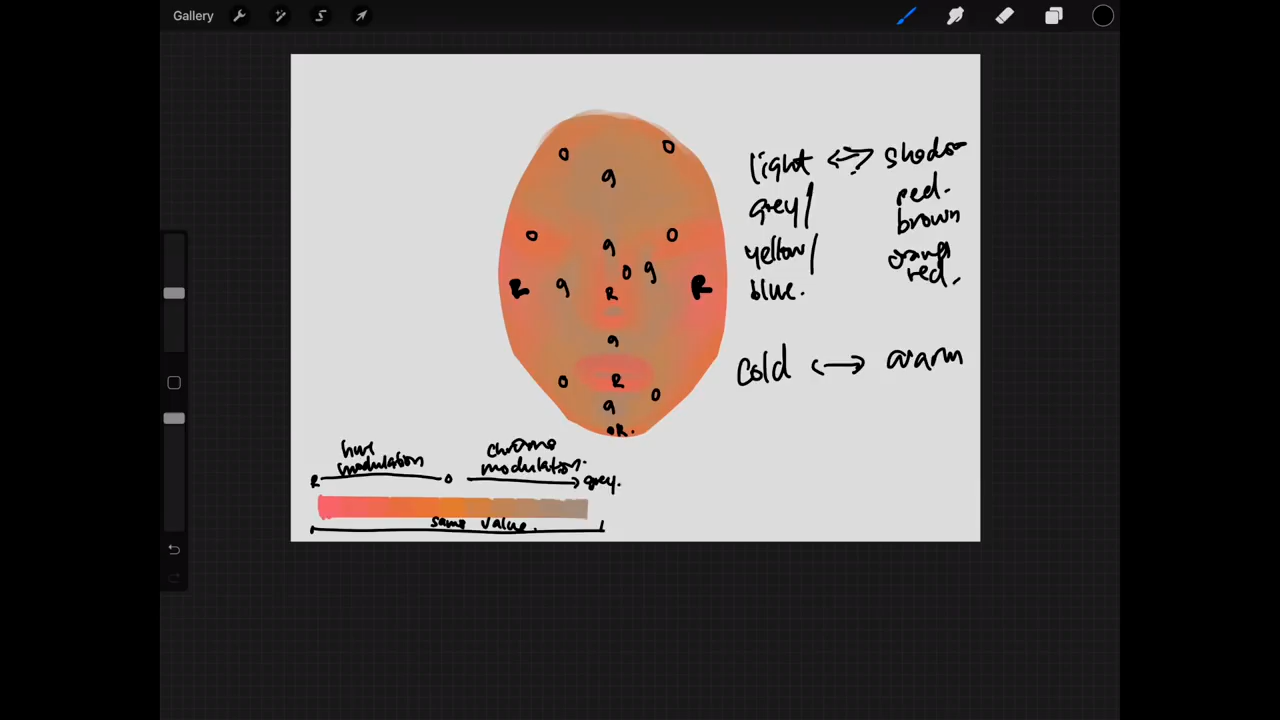 Gallery
o o
g
light <-> shadow
grey/ red.
brown
o g o
o g
yellow/ orange
red.
R g R R
blue.
g
cold <-> warm
o R o
g
oR.
hue modulation
chroma modulation.
R o grey.
same value.